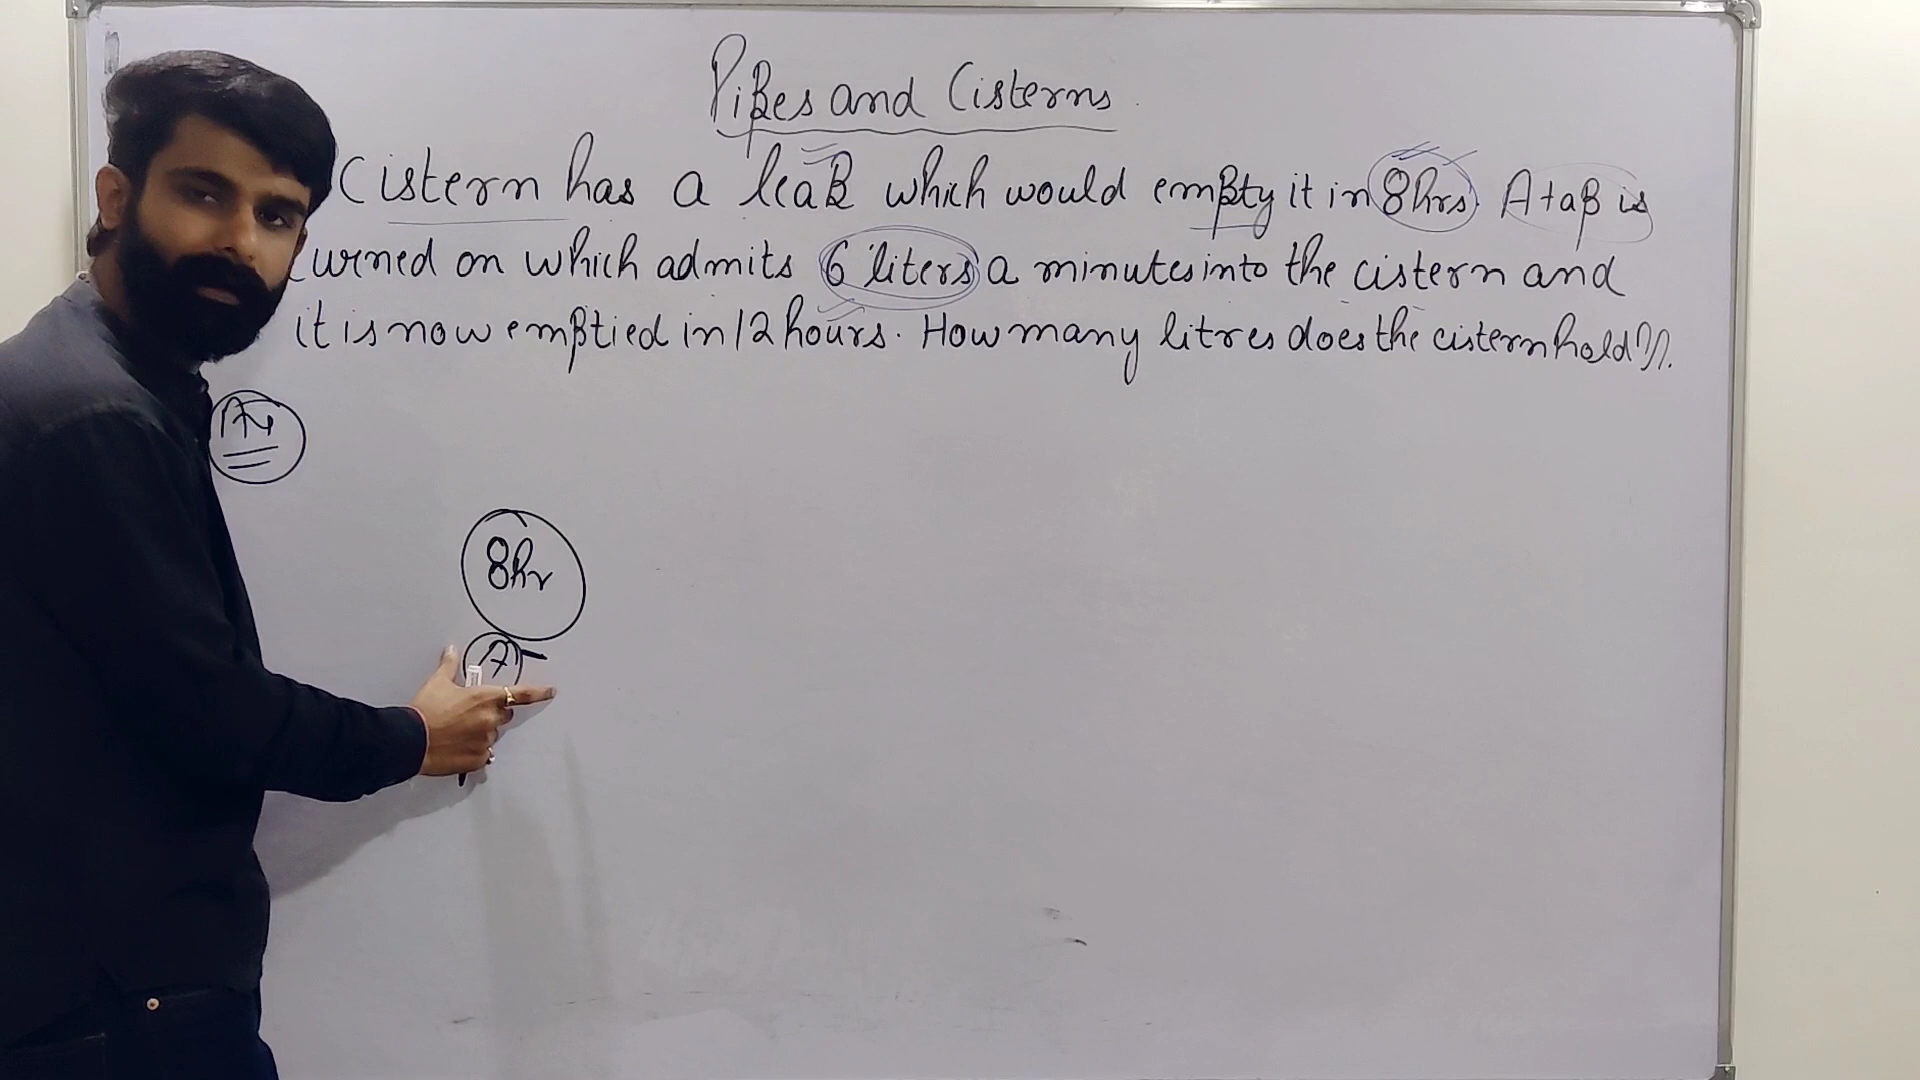 Pipes and Cisterns
Cistern has a leak which would empty it in 8hrs. A tap is
turned on which admits 6 liters a minutes into the cistern and
it is now emptied in 12 hours. How many litres does the cistern hold??.
8hr
A